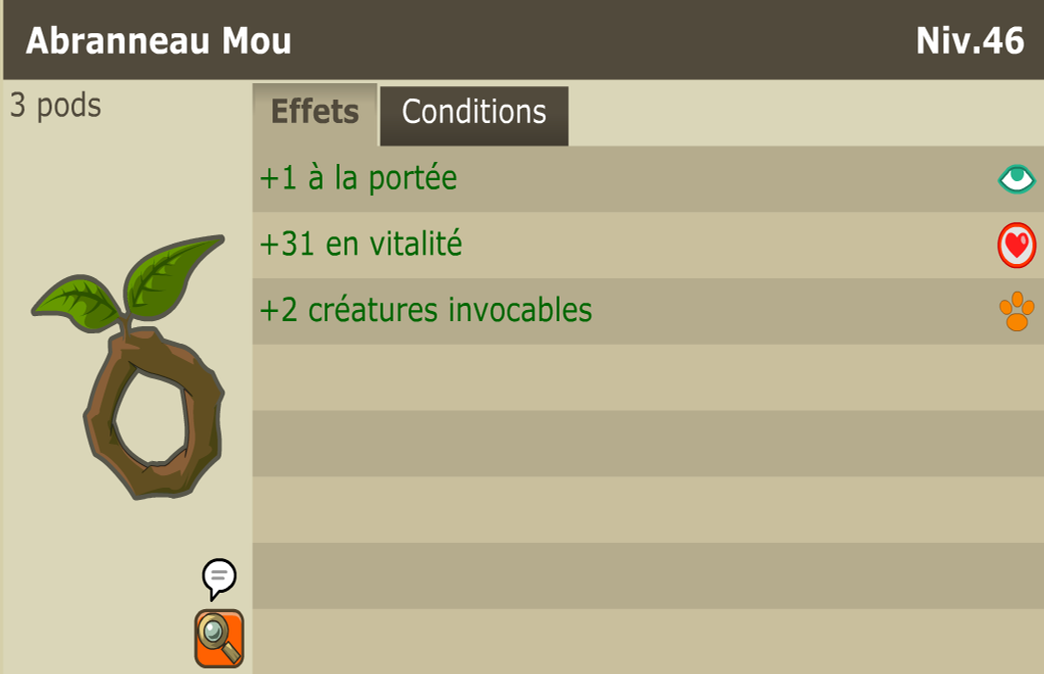 Abranneau Mou
Niv.46
3 pods
Effets
Conditions
+1 à la portée
+31 en vitalité
+2 créatures invocables